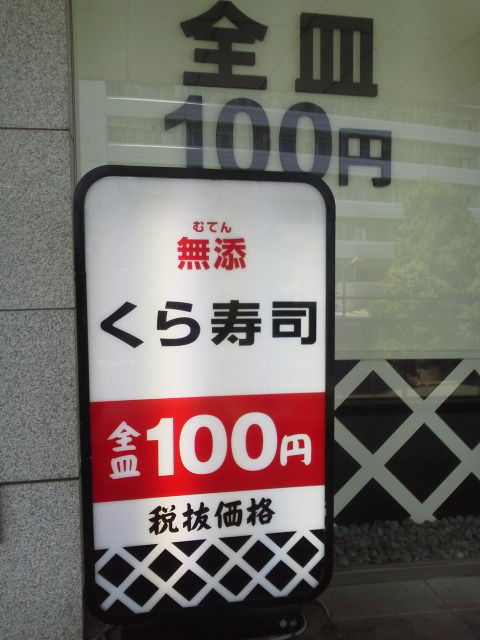 全皿
100円
むてん
無添
くら寿司
全皿100円
税抜価格